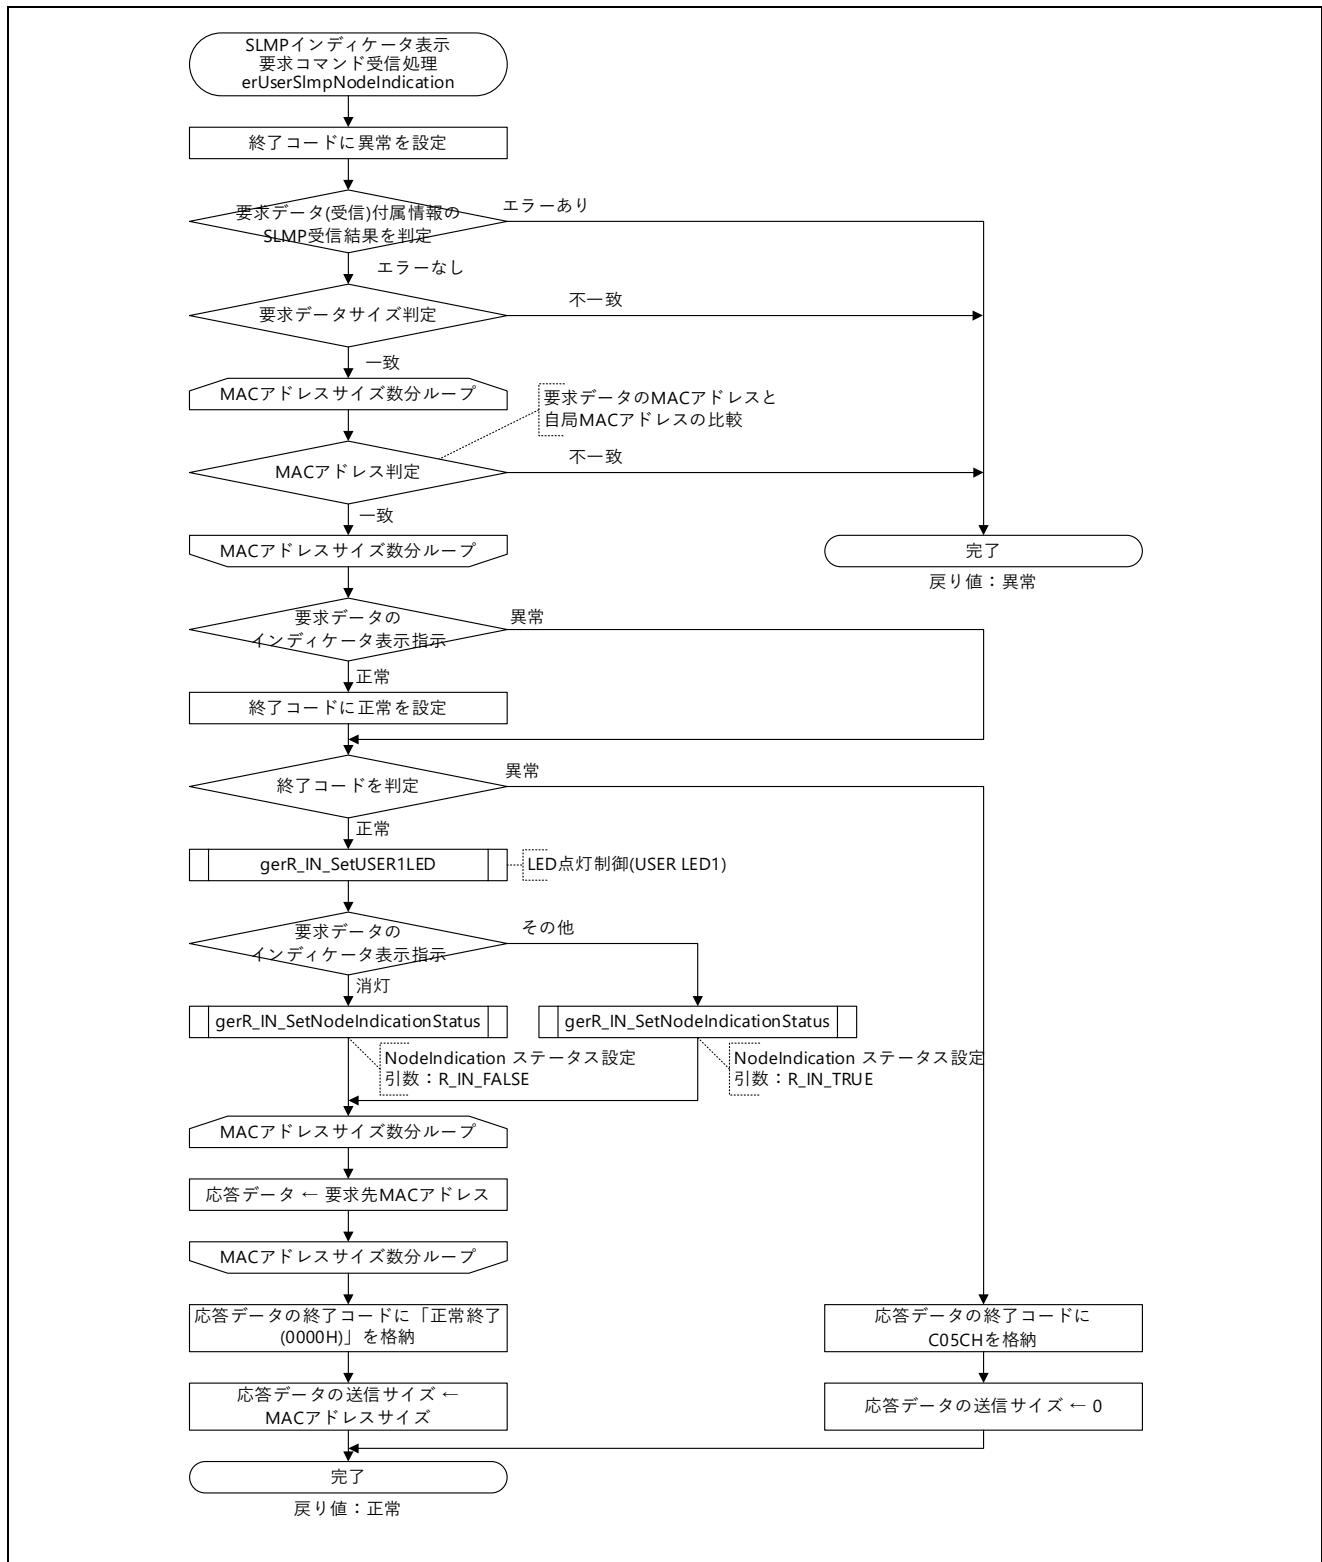 SLMPインディケータ表示
要求コマンド受信処理
erUserSlmpNodeIndication
終了コードに異常を設定
要求データ(受信)付属情報の
SLMP受信結果を判定
エラーあり
エラーなし
要求データサイズ判定
不一致
一致
MACアドレスサイズ数分ループ
要求データのMACアドレスと
自局MACアドレスの比較
MACアドレス判定
不一致
一致
MACアドレスサイズ数分ループ
完了
戻り値：異常
要求データの
インディケータ表示指示
異常
正常
終了コードに正常を設定
終了コードを判定
異常
正常
gerR_IN_SetUSER1LED
LED点灯制御(USER LED1)
要求データの
インディケータ表示指示
その他
消灯
gerR_IN_SetNodeIndicationStatus
gerR_IN_SetNodeIndicationStatus
NodeIndication ステータス設定
引数：R_IN_FALSE
NodeIndication ステータス設定
引数：R_IN_TRUE
MACアドレスサイズ数分ループ
応答データ ← 要求先MACアドレス
MACアドレスサイズ数分ループ
応答データの終了コードに「正常終了
(0000H)」を格納
応答データの終了コードに
C05CHを格納
応答データの送信サイズ ←
MACアドレスサイズ
応答データの送信サイズ ← 0
完了
戻り値：正常